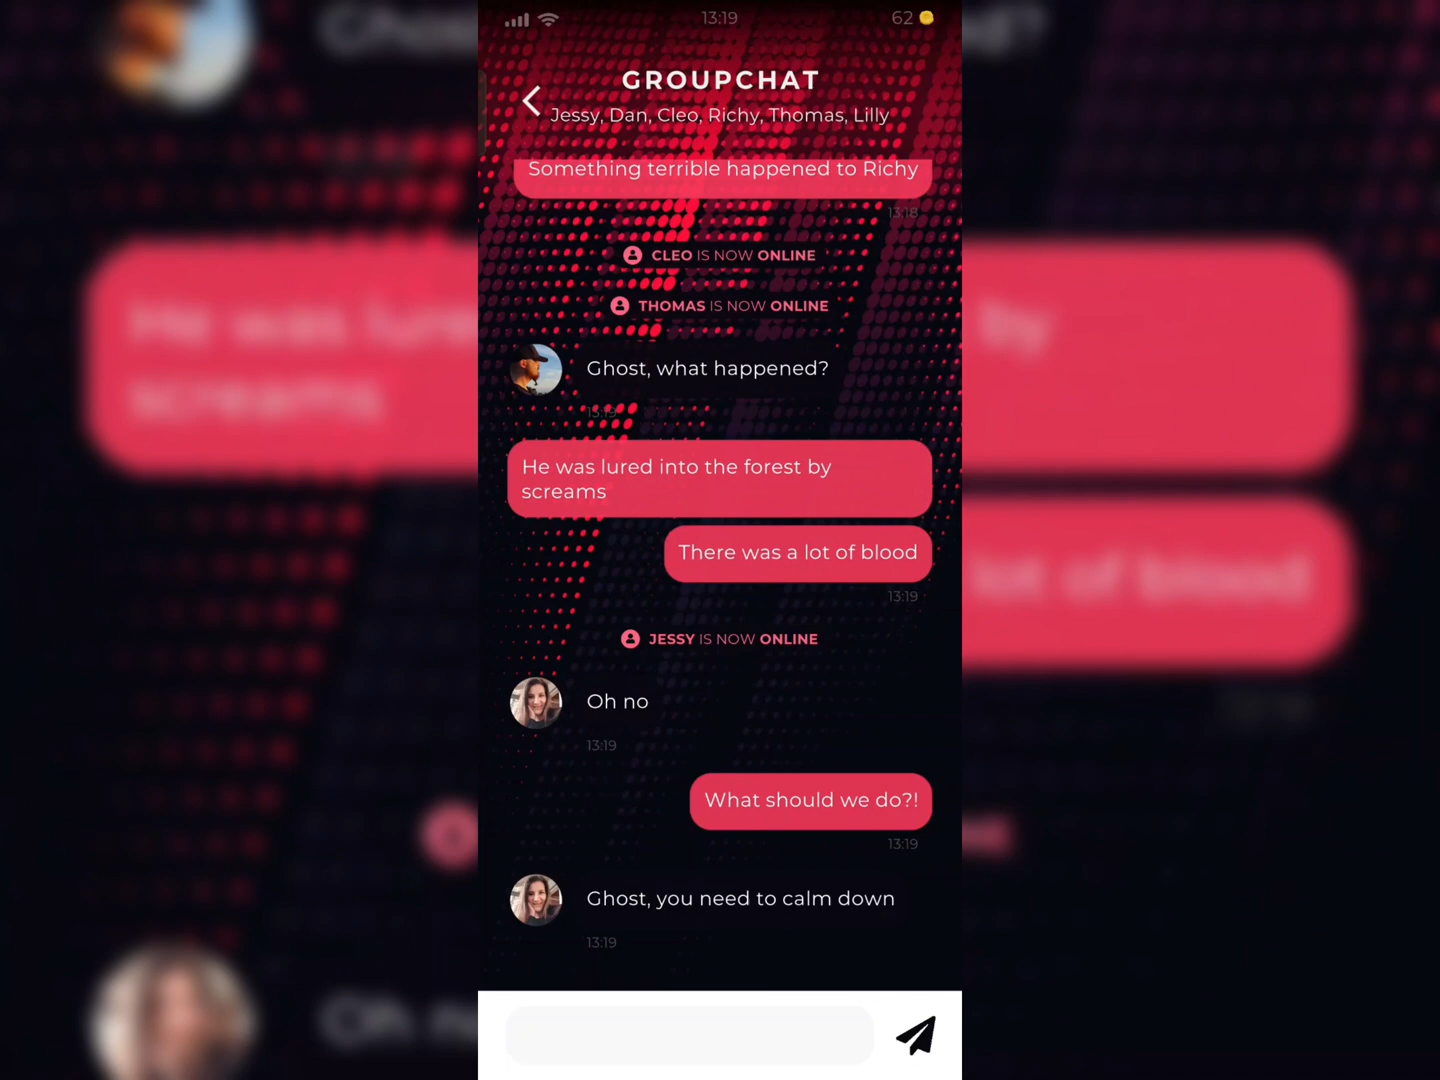 13:19
62
GROUPCHAT
Jessy, Dan, Cleo, Richy, Thomas, Lilly
Something terrible happened to Richy
13:18
CLEO IS NOW ONLINE
THOMAS IS NOW ONLINE
Ghost, what happened?
13:19
He was lured into the forest by
screams
There was a lot of blood
13:19
JESSY IS NOW ONLINE
Oh no
13:19
What should we do?!
13:19
Ghost, you need to calm down
13:19